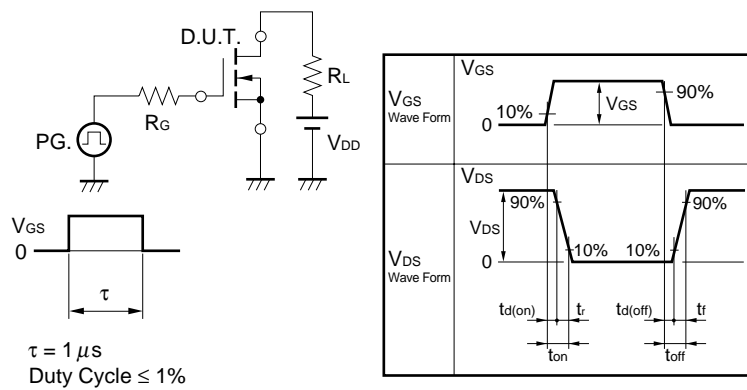 D.U.T.
RL
RG
PG.
VDD
VGS
0
τ
τ = 1 μs
Duty Cycle ≤ 1%
VGS
Wave Form
VGS
10%
VGS
90%
0
VDS
Wave Form
VDS
90%
90%
VDS
10%
10%
0
td(on)
tr
td(off)
tf
ton
toff